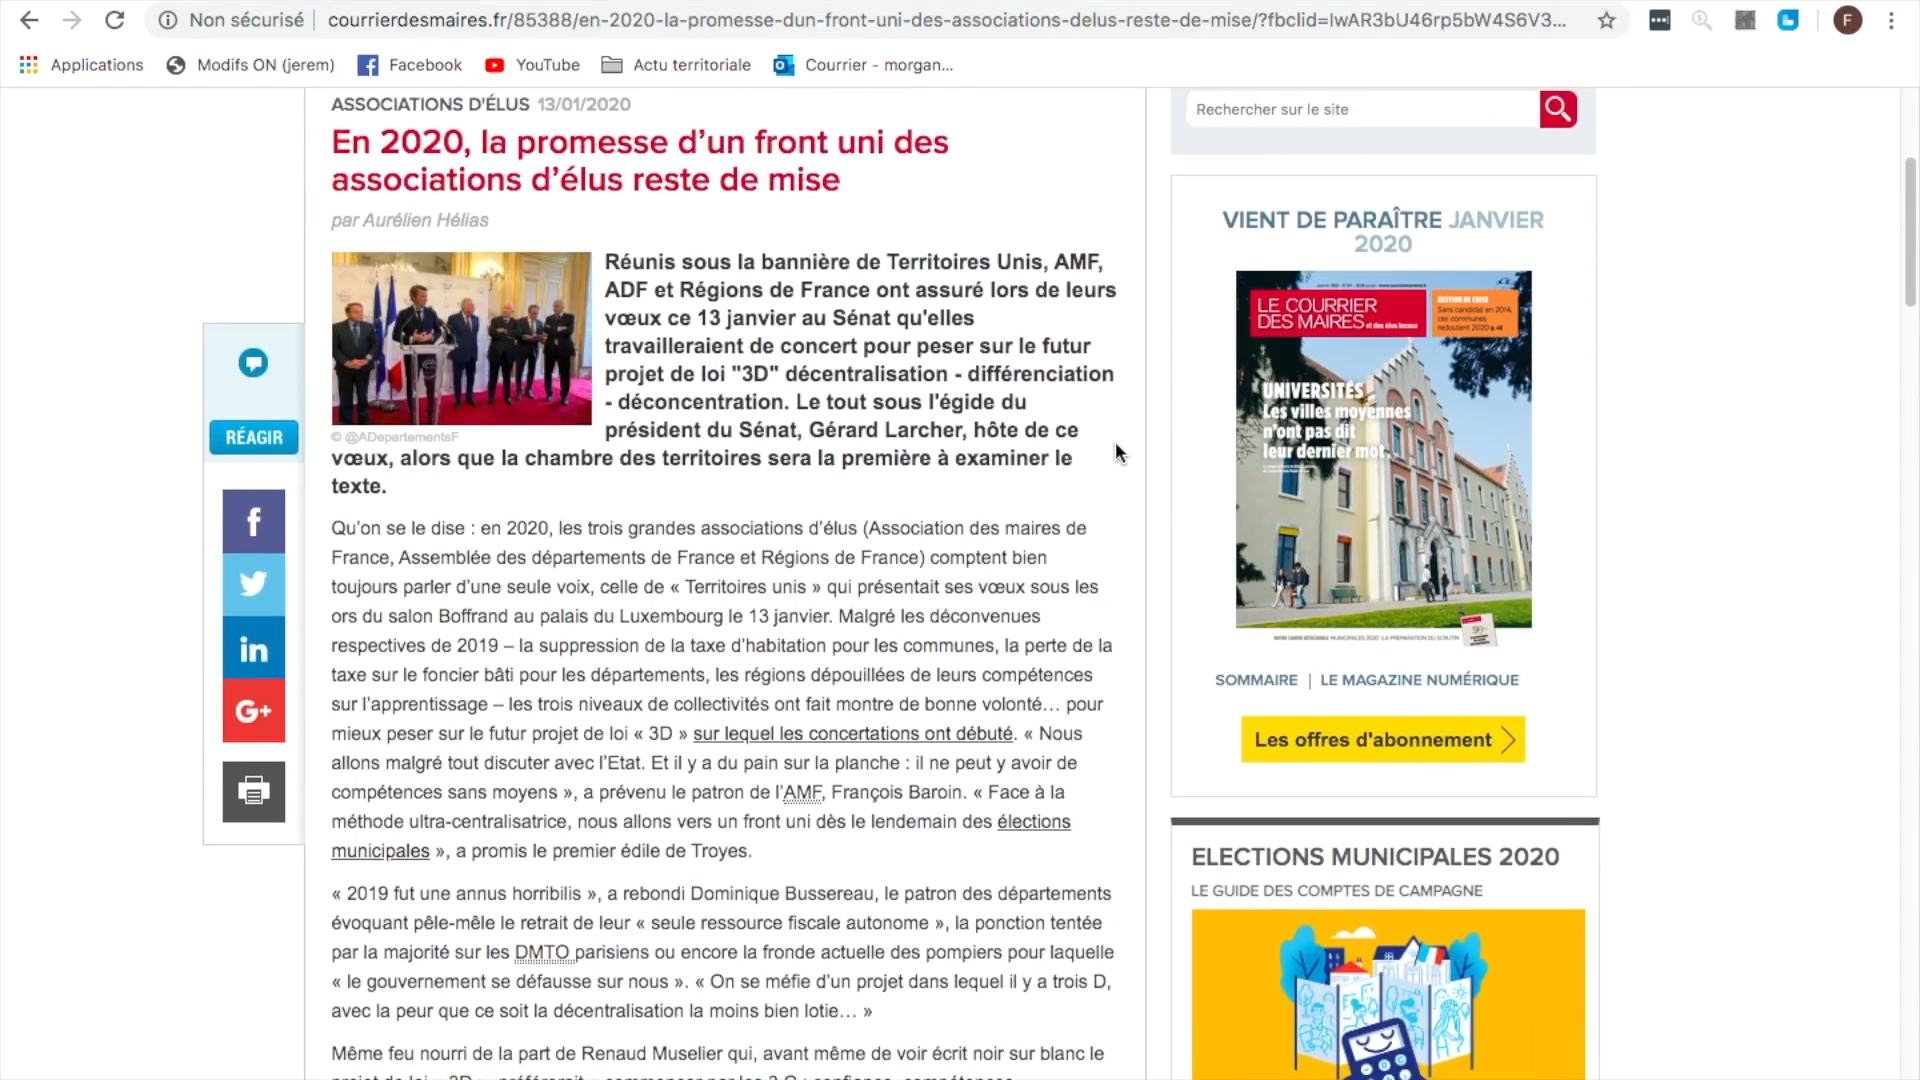 Non sécurisé
courrierdesmaires.fr/85388/en-2020-la-promesse-dun-front-uni-des-associations-delus-reste-de-mise/?fbclid=IwAR3bU46rp5bW4S6V3...
F
Applications
Modifs ON (jerem)
Facebook
YouTube
Actu territoriale
Courrier - morgan...
ASSOCIATIONS D'ÉLUS 13/01/2020
En 2020, la promesse d’un front uni des
associations d’élus reste de mise
par Aurélien Hélias
© @ADepartementsF
Réunis sous la bannière de Territoires Unis, AMF,
ADF et Régions de France ont assuré lors de leurs
vœux ce 13 janvier au Sénat qu'elles
travailleraient de concert pour peser sur le futur
projet de loi "3D" décentralisation - différenciation
- déconcentration. Le tout sous l'égide du
président du Sénat, Gérard Larcher, hôte de ce
vœux, alors que la chambre des territoires sera la première à examiner le
texte.
Qu’on se le dise : en 2020, les trois grandes associations d’élus (Association des maires de
France, Assemblée des départements de France et Régions de France) comptent bien
toujours parler d’une seule voix, celle de « Territoires unis » qui présentait ses vœux sous les
ors du salon Boffrand au palais du Luxembourg le 13 janvier. Malgré les déconvenues
respectives de 2019 – la suppression de la taxe d’habitation pour les communes, la perte de la
taxe sur le foncier bâti pour les départements, les régions dépouillées de leurs compétences
sur l’apprentissage – les trois niveaux de collectivités ont fait montre de bonne volonté… pour
mieux peser sur le futur projet de loi « 3D » sur lequel les concertations ont débuté. « Nous
allons malgré tout discuter avec l’Etat. Et il y a du pain sur la planche : il ne peut y avoir de
compétences sans moyens », a prévenu le patron de l’AMF, François Baroin. « Face à la
méthode ultra-centralisatrice, nous allons vers un front uni dès le lendemain des élections
municipales », a promis le premier édile de Troyes.
« 2019 fut une annus horribilis », a rebondi Dominique Bussereau, le patron des départements
évoquant pêle-mêle le retrait de leur « seule ressource fiscale autonome », la ponction tentée
par la majorité sur les DMTO parisiens ou encore la fronde actuelle des pompiers pour laquelle
« le gouvernement se défausse sur nous ». « On se méfie d’un projet dans lequel il y a trois D,
avec la peur que ce soit la décentralisation la moins bien lotie… »
Même feu nourri de la part de Renaud Muselier qui, avant même de voir écrit noir sur blanc le
RÉAGIR
f
in
G+
Rechercher sur le site
VIENT DE PARAÎTRE JANVIER
2020
LE COURRIER
DES MAIRES et des élus locaux
GESTION DE CRISE
Sans candidat en 2014,
ces communes
redoutent 2020 p.44
UNIVERSITÉS
Les villes moyennes
n'ont pas dit
leur dernier mot
SOMMAIRE | LE MAGAZINE NUMÉRIQUE
Les offres d'abonnement
ELECTIONS MUNICIPALES 2020
LE GUIDE DES COMPTES DE CAMPAGNE